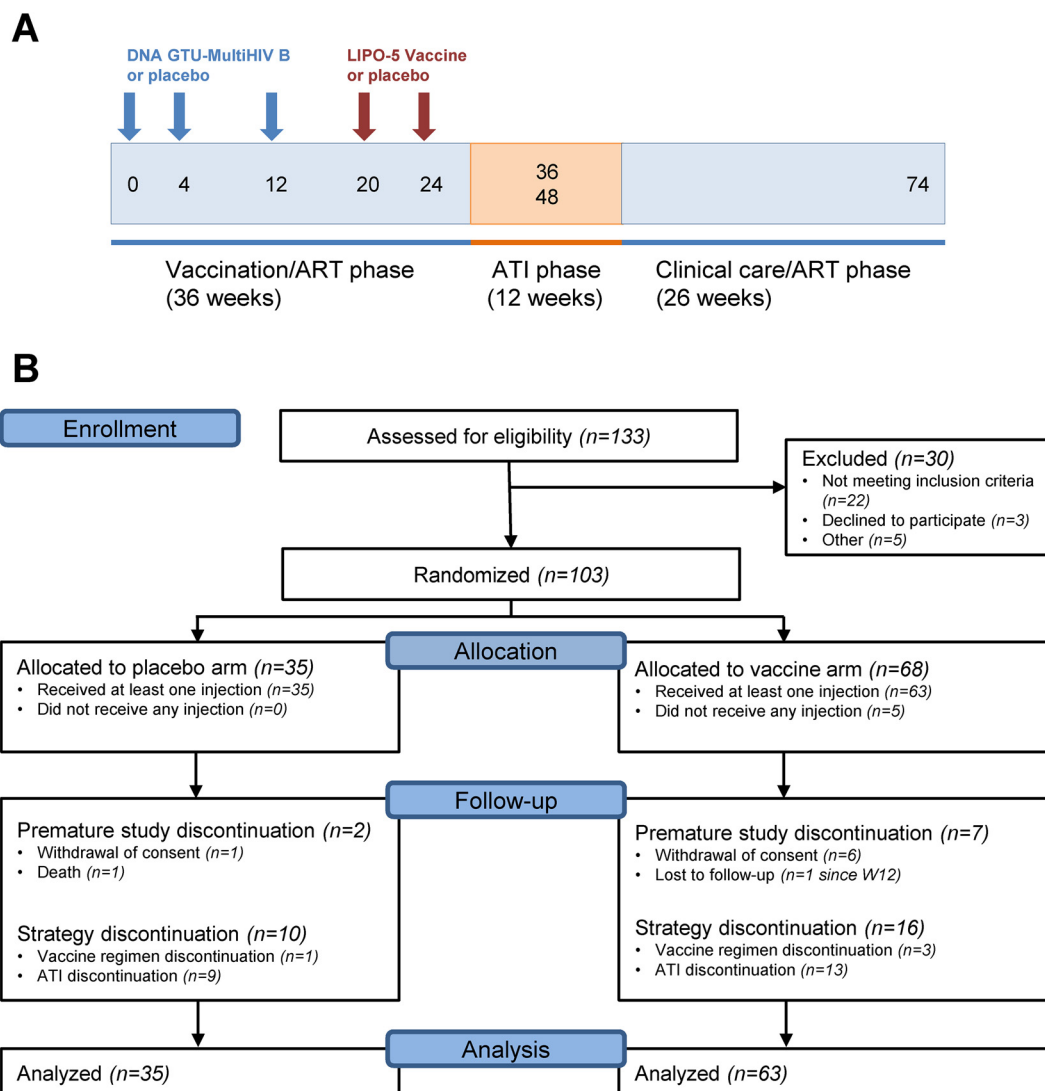 A
DNA GTU-MultiHIV B
or placebo
LIPO-5 Vaccine
or placebo
0 4 12 20 24 36 74
48
Vaccination/ART phase
(36 weeks)
ATI phase
(12 weeks)
Clinical care/ART phase
(26 weeks)
B
Enrollment
Assessed for eligibility (n=133)
Excluded (n=30)
• Not meeting inclusion criteria
(n=22)
• Declined to participate (n=3)
• Other (n=5)
Randomized (n=103)
Allocation
Allocated to placebo arm (n=35)
• Received at least one injection (n=35)
• Did not receive any injection (n=0)
Allocated to vaccine arm (n=68)
• Received at least one injection (n=63)
• Did not receive any injection (n=5)
Follow-up
Premature study discontinuation (n=2)
• Withdrawal of consent (n=1)
• Death (n=1)
Strategy discontinuation (n=10)
• Vaccine regimen discontinuation (n=1)
• ATI discontinuation (n=9)
Premature study discontinuation (n=7)
• Withdrawal of consent (n=6)
• Lost to follow-up (n=1 since W12)
Strategy discontinuation (n=16)
• Vaccine regimen discontinuation (n=3)
• ATI discontinuation (n=13)
Analysis
Analyzed (n=35)
Analyzed (n=63)